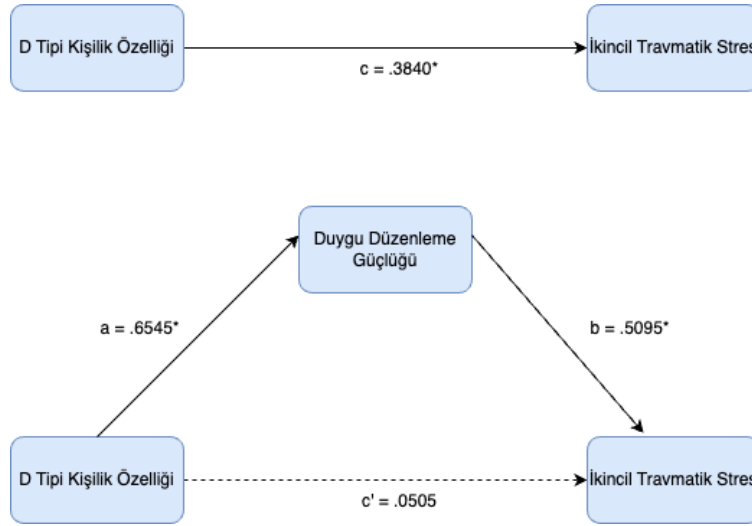 D Tipi Kişilik Özelliği
İkincil Travmatik Stres
c = .3840*
Duygu Düzenleme
Güçlüğü
a = .6545*
b = .5095*
D Tipi Kişilik Özelliği
İkincil Travmatik Stres
c' = .0505